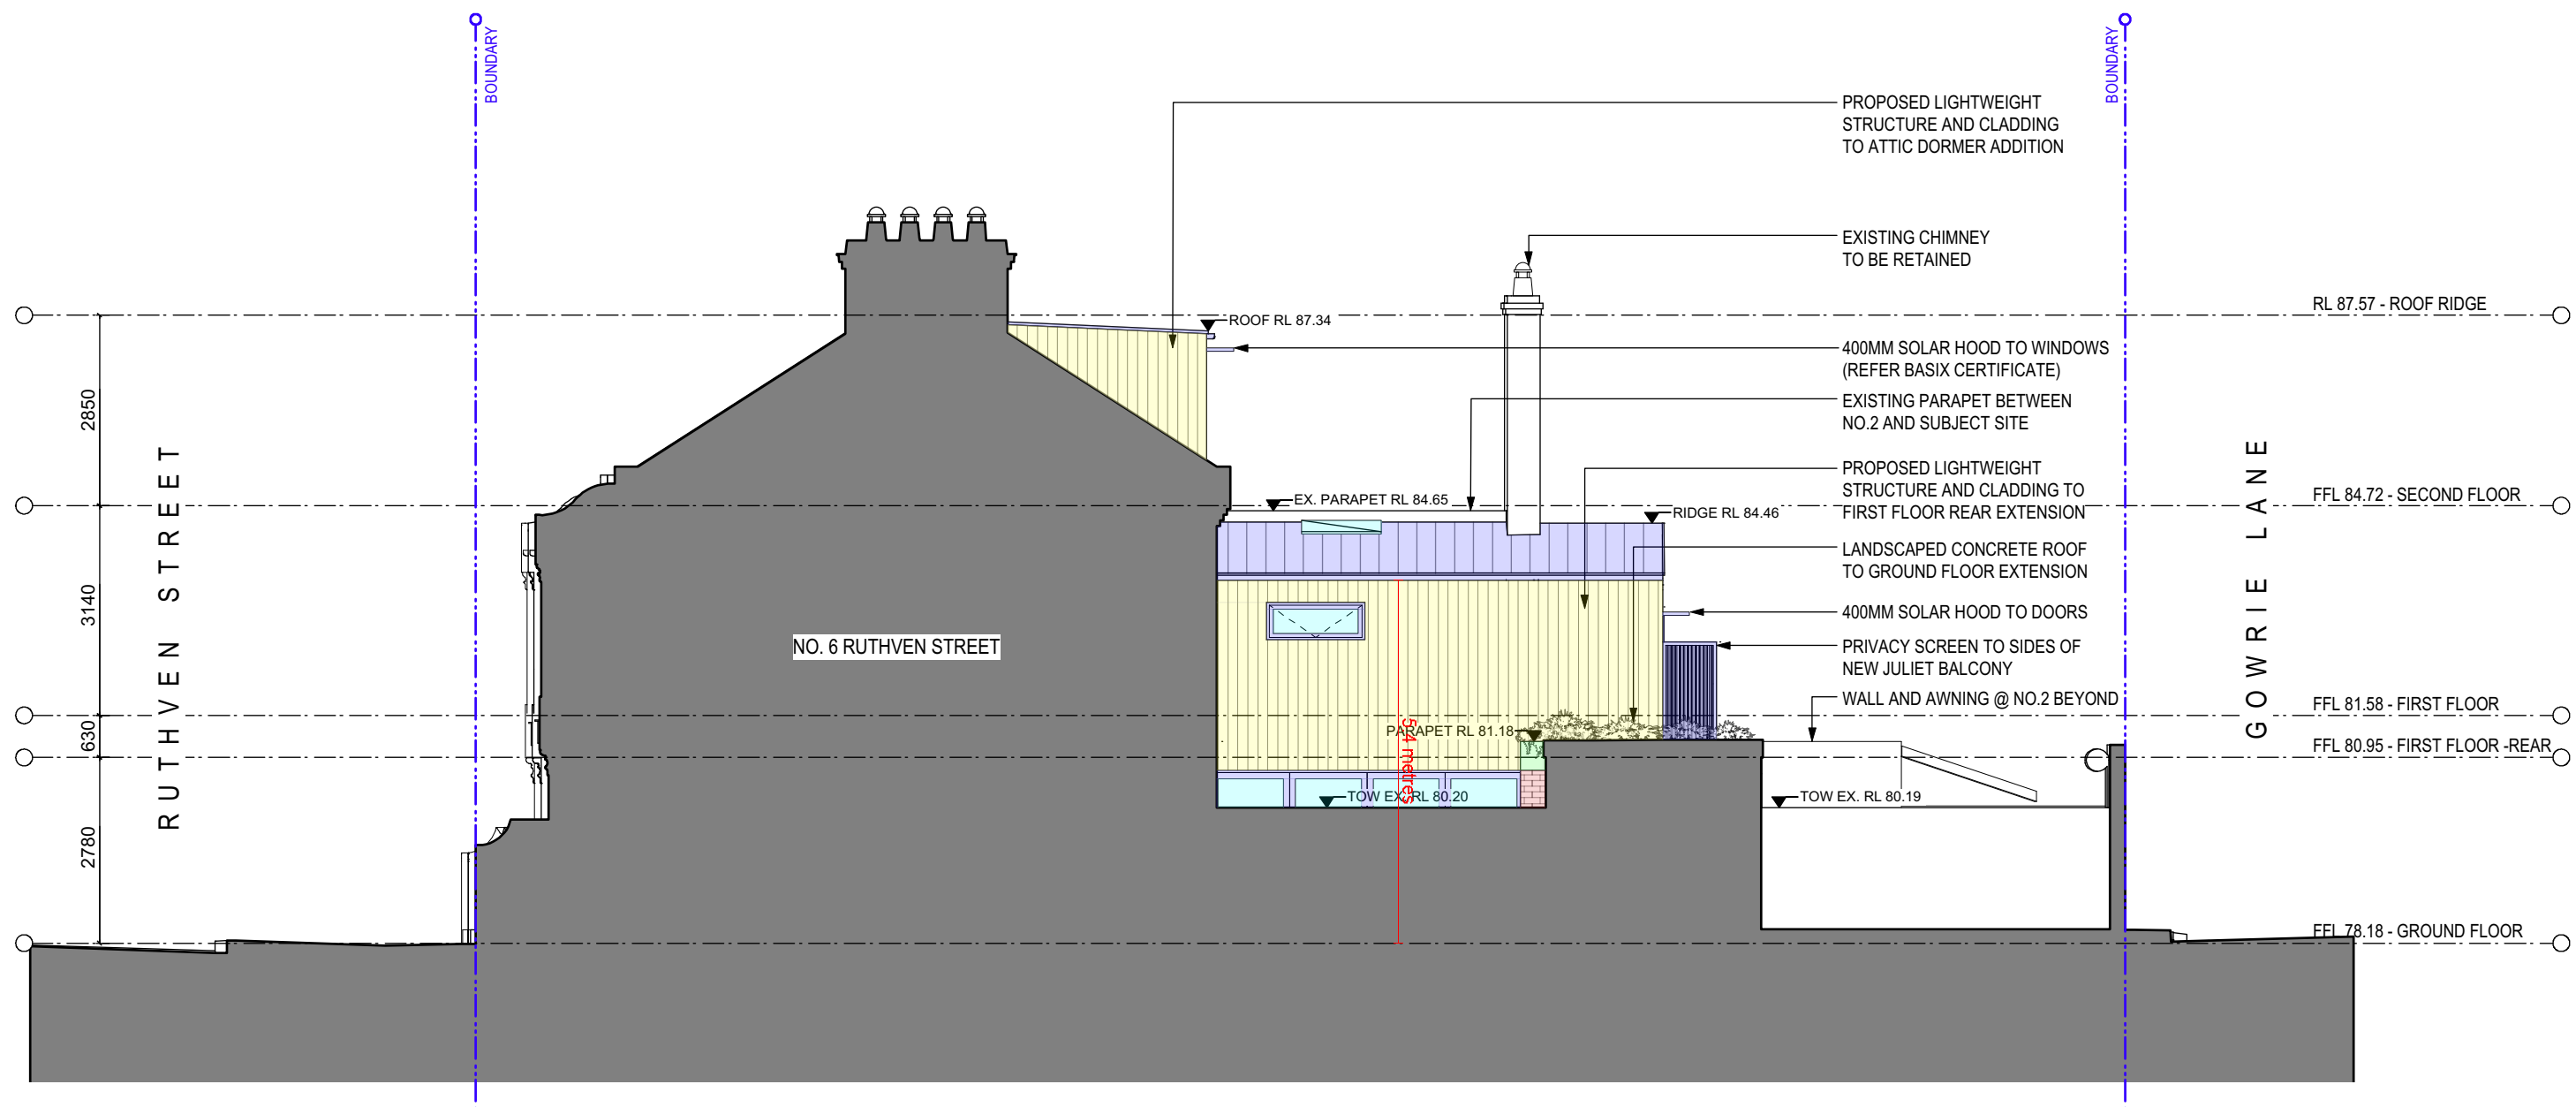 BOUNDARY
BOUNDARY
PROPOSED LIGHTWEIGHT
STRUCTURE AND CLADDING
TO ATTIC DORMER ADDITION
EXISTING CHIMNEY
TO BE RETAINED
RL 87.57 - ROOF RIDGE
ROOF RL 87.34
400MM SOLAR HOOD TO WINDOWS
(REFER BASIX CERTIFICATE)
EXISTING PARAPET BETWEEN
NO.2 AND SUBJECT SITE
2850
RUTHVEN STREET
GOWRIE LANE
PROPOSED LIGHTWEIGHT
STRUCTURE AND CLADDING TO
FIRST FLOOR REAR EXTENSION
EX. PARAPET RL 84.65
FFL 84.72 - SECOND FLOOR
RIDGE RL 84.46
LANDSCAPED CONCRETE ROOF
TO GROUND FLOOR EXTENSION
3140
400MM SOLAR HOOD TO DOORS
NO. 6 RUTHVEN STREET
PRIVACY SCREEN TO SIDES OF
NEW JULIET BALCONY
WALL AND AWNING @ NO.2 BEYOND
FFL 81.58 - FIRST FLOOR
630
PARAPET RL 81.18
5.4 metres
FFL 80.95 - FIRST FLOOR -REAR
TOW EX. RL 80.20
TOW EX. RL 80.19
2780
FFL 78.18 - GROUND FLOOR